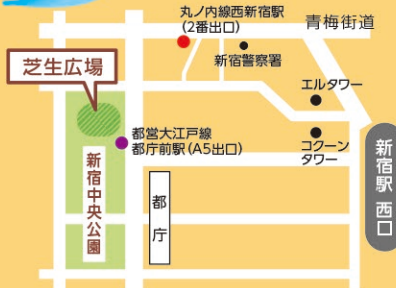 丸ノ内線西新宿駅
(2番出口)
青梅街道
新宿警察署
芝生広場
エルタワー
都営大江戸線
都庁前駅(A5出口)
コクーン
タワー
新宿駅 西口
新宿中央公園
都庁